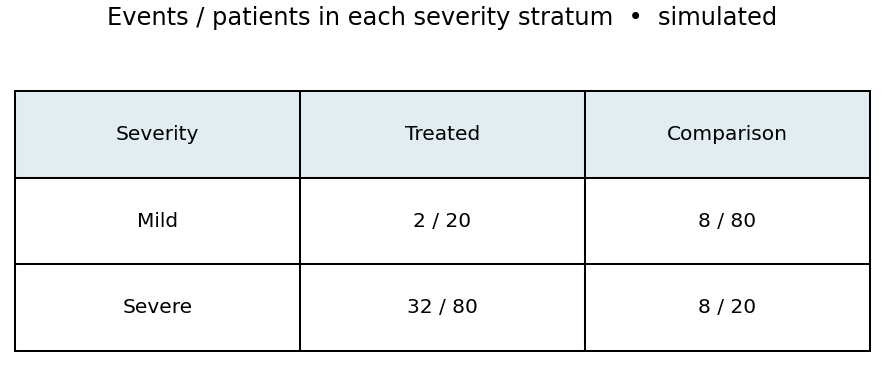 Events / patients in each severity stratum • simulated
Severity Treated Comparison
Mild 2 / 20 8 / 80
Severe 32 / 80 8 / 20